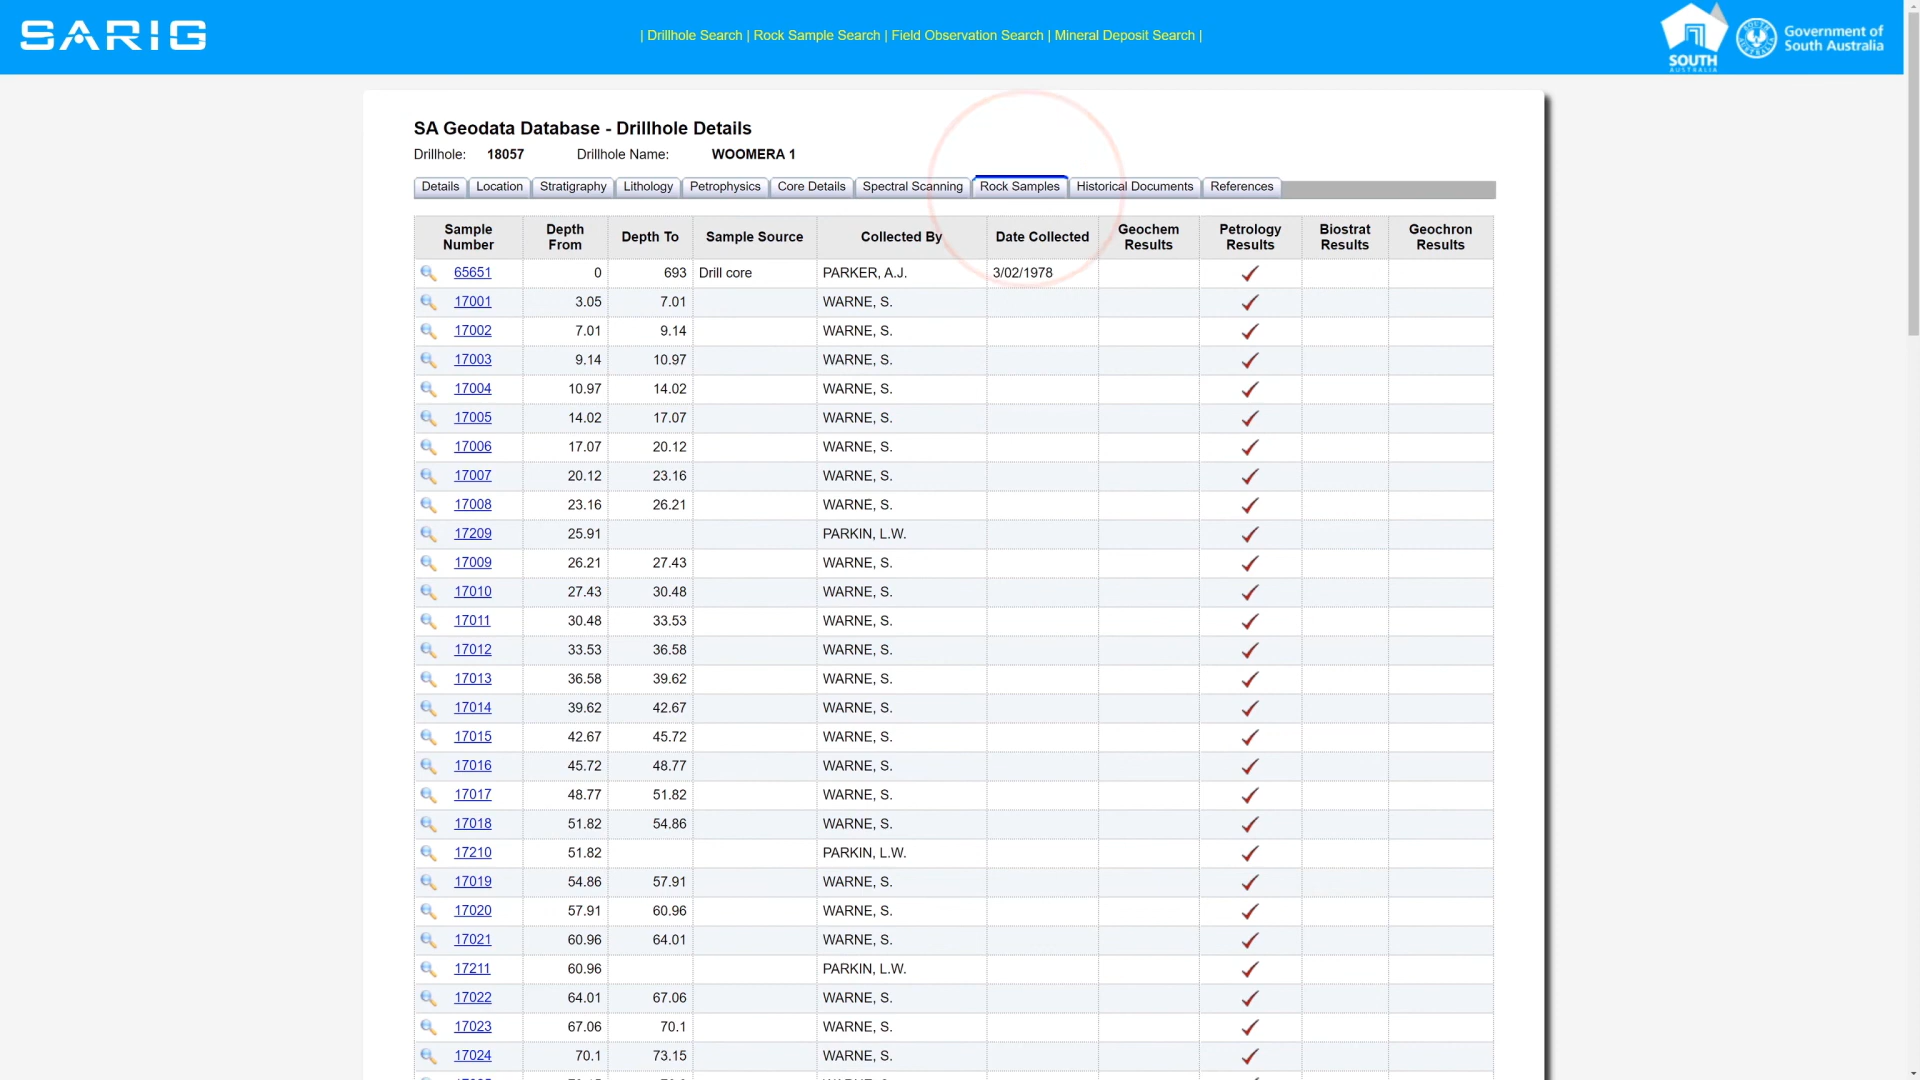 SARIG
| Drillhole Search | Rock Sample Search | Field Observation Search | Mineral Deposit Search |
SOUTH
AUSTRALIA
Government of
South Australia
SA Geodata Database - Drillhole Details
Drillhole: 18057 Drillhole Name: WOOMERA 1
Details Location Stratigraphy Lithology Petrophysics Core Details Spectral Scanning Rock Samples Historical Documents References
Sample Number Depth From Depth To Sample Source Collected By Date Collected Geochem Results Petrology Results Biostrat Results Geochron Results
65651 0 693 Drill core PARKER, A.J. 3/02/1978
17001 3.05 7.01 WARNE, S.
17002 7.01 9.14 WARNE, S.
17003 9.14 10.97 WARNE, S.
17004 10.97 14.02 WARNE, S.
17005 14.02 17.07 WARNE, S.
17006 17.07 20.12 WARNE, S.
17007 20.12 23.16 WARNE, S.
17008 23.16 26.21 WARNE, S.
17209 25.91 PARKIN, L.W.
17009 26.21 27.43 WARNE, S.
17010 27.43 30.48 WARNE, S.
17011 30.48 33.53 WARNE, S.
17012 33.53 36.58 WARNE, S.
17013 36.58 39.62 WARNE, S.
17014 39.62 42.67 WARNE, S.
17015 42.67 45.72 WARNE, S.
17016 45.72 48.77 WARNE, S.
17017 48.77 51.82 WARNE, S.
17018 51.82 54.86 WARNE, S.
17210 51.82 PARKIN, L.W.
17019 54.86 57.91 WARNE, S.
17020 57.91 60.96 WARNE, S.
17021 60.96 64.01 WARNE, S.
17211 60.96 PARKIN, L.W.
17022 64.01 67.06 WARNE, S.
17023 67.06 70.1 WARNE, S.
17024 70.1 73.15 WARNE, S.